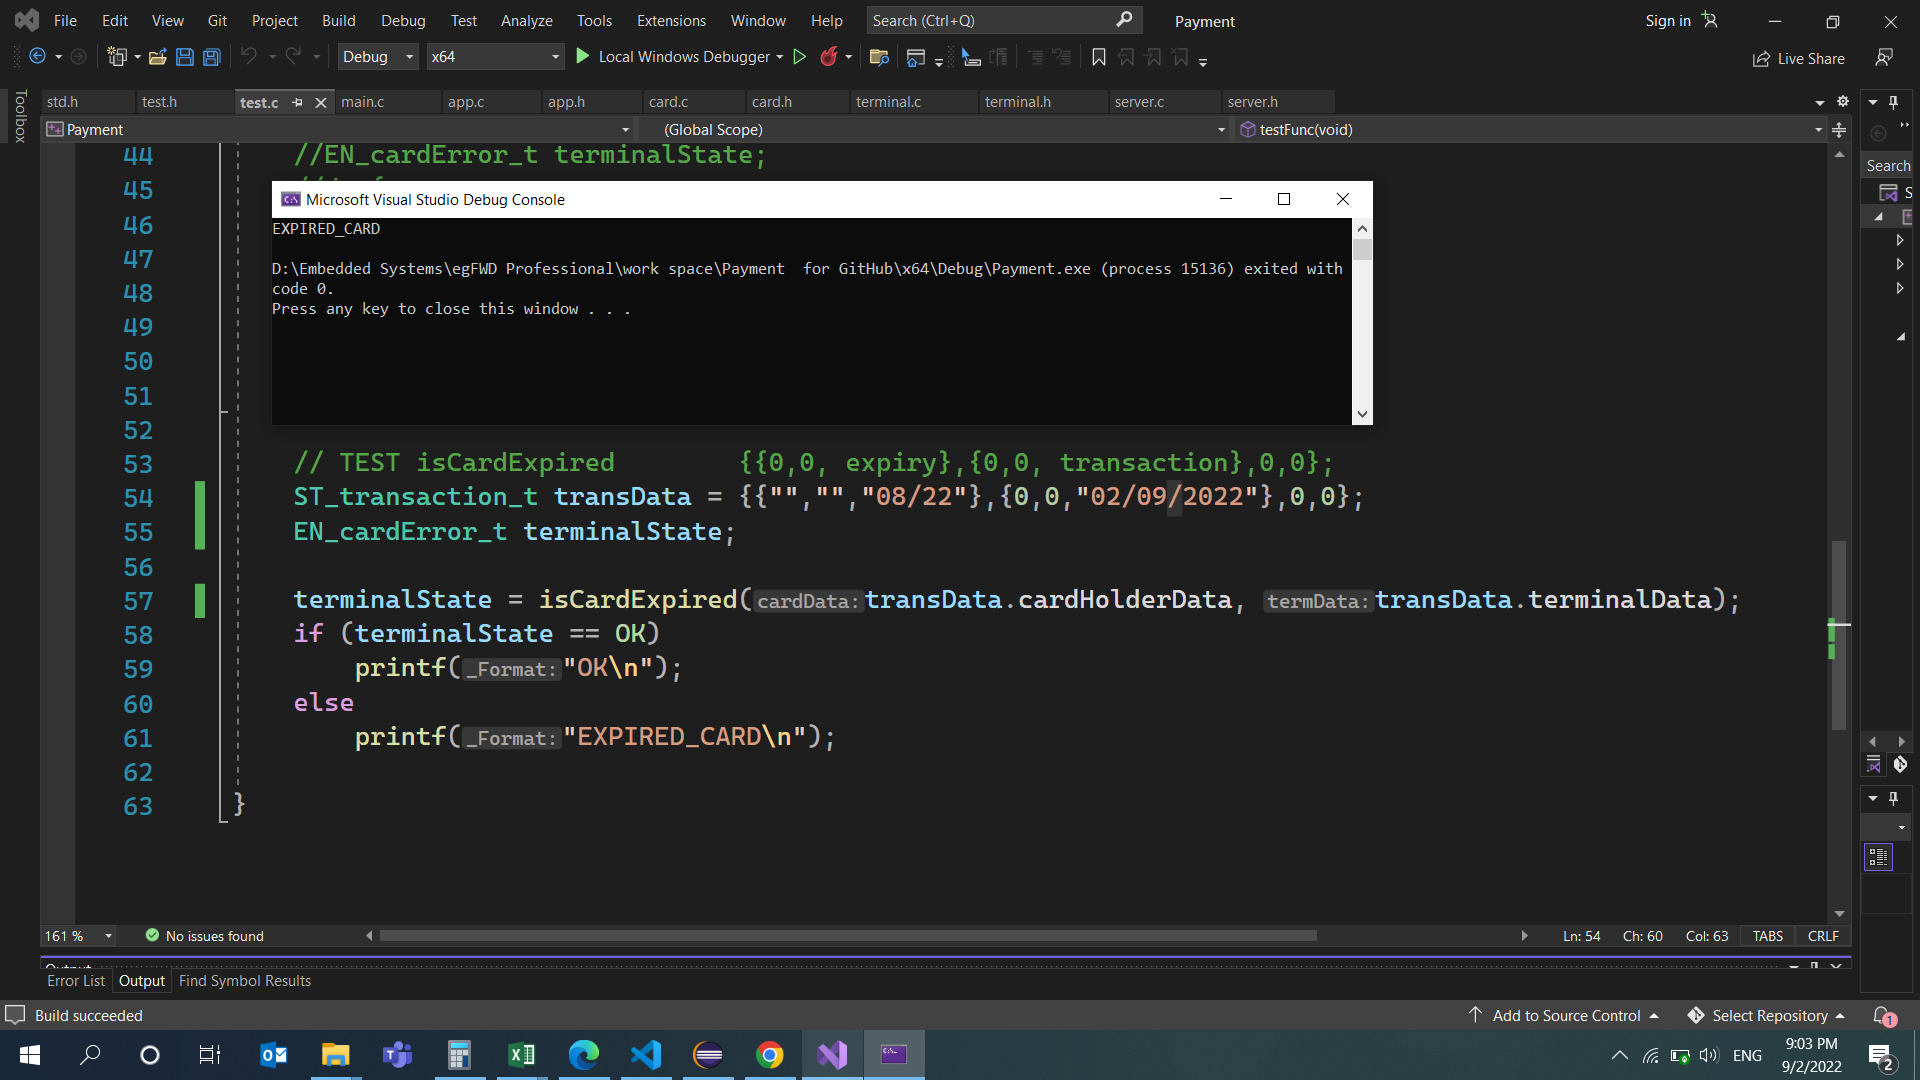 File Edit View Git Project Build Debug Test Analyze Tools Extensions Window Help Search (Ctrl+Q) Payment Sign in
Debug x64 Local Windows Debugger Live Share
Toolbox
std.h test.h test.c main.c app.c app.h card.c card.h terminal.c terminal.h server.c server.h
Payment (Global Scope) testFunc(void)
Search
44 //EN_cardError_t terminalState;
45
Microsoft Visual Studio Debug Console
EXPIRED_CARD
D:\Embedded Systems\egFWD Professional\work space\Payment  for GitHub\x64\Debug\Payment.exe (process 15136) exited with
code 0.
Press any key to close this window . . .
46
47
48
49
50
51
52
53 // TEST isCardExpired        {{0,0, expiry},{0,0, transaction},0,0};
54 ST_transaction_t transData = {{"","","08/22"},{0,0,"02/09/2022"},0,0};
55 EN_cardError_t terminalState;
56
57 terminalState = isCardExpired(cardData:transData.cardHolderData, termData:transData.terminalData);
58 if (terminalState == OK)
59 printf(_Format:"OK\n");
60 else
61 printf(_Format:"EXPIRED_CARD\n");
62
63 }
161 % No issues found Ln: 54 Ch: 60 Col: 63 TABS CRLF
Output
Error List Output Find Symbol Results
Build succeeded Add to Source Control Select Repository 1
ENG 9:03 PM
9/2/2022 2